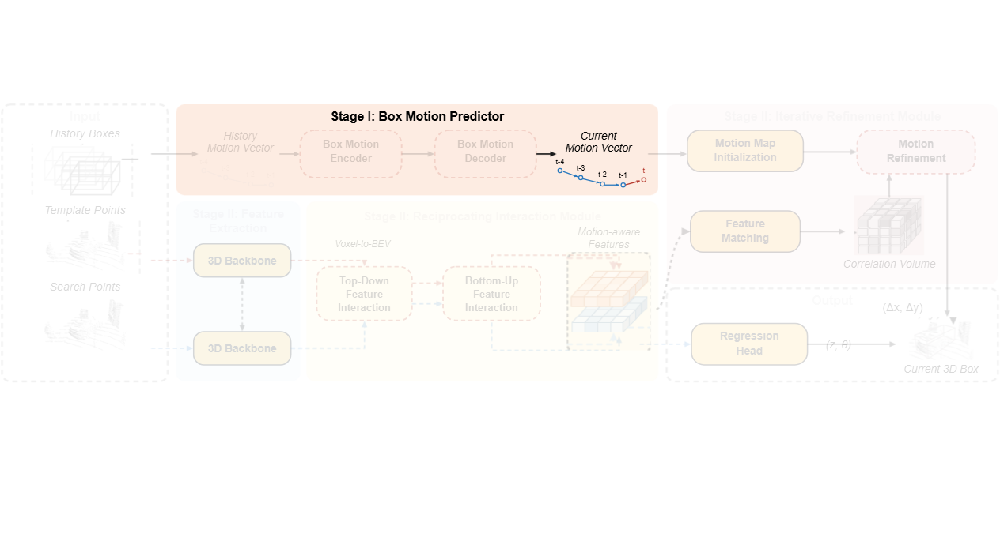 Input
History Boxes
Template Points
Search Points
Stage I: Box Motion Predictor
History
Motion Vector
Box Motion
Encoder
Box Motion
Decoder
Current
Motion Vector
t-4
t-3
t-2
t-1
t
Stage II: Feature
Extraction
3D Backbone
3D Backbone
Stage II: Reciprocating Interaction Module
Voxel-to-BEV
Top-Down
Feature
Interaction
Bottom-Up
Feature
Interaction
Motion-aware
Features
Iterative Refinement Module
Motion Map
Initialization
Motion
Refinement
Feature
Matching
Correlation Volume
Output
(Δx, Δy)
Regression
Head
(z, θ)
Current 3D Box